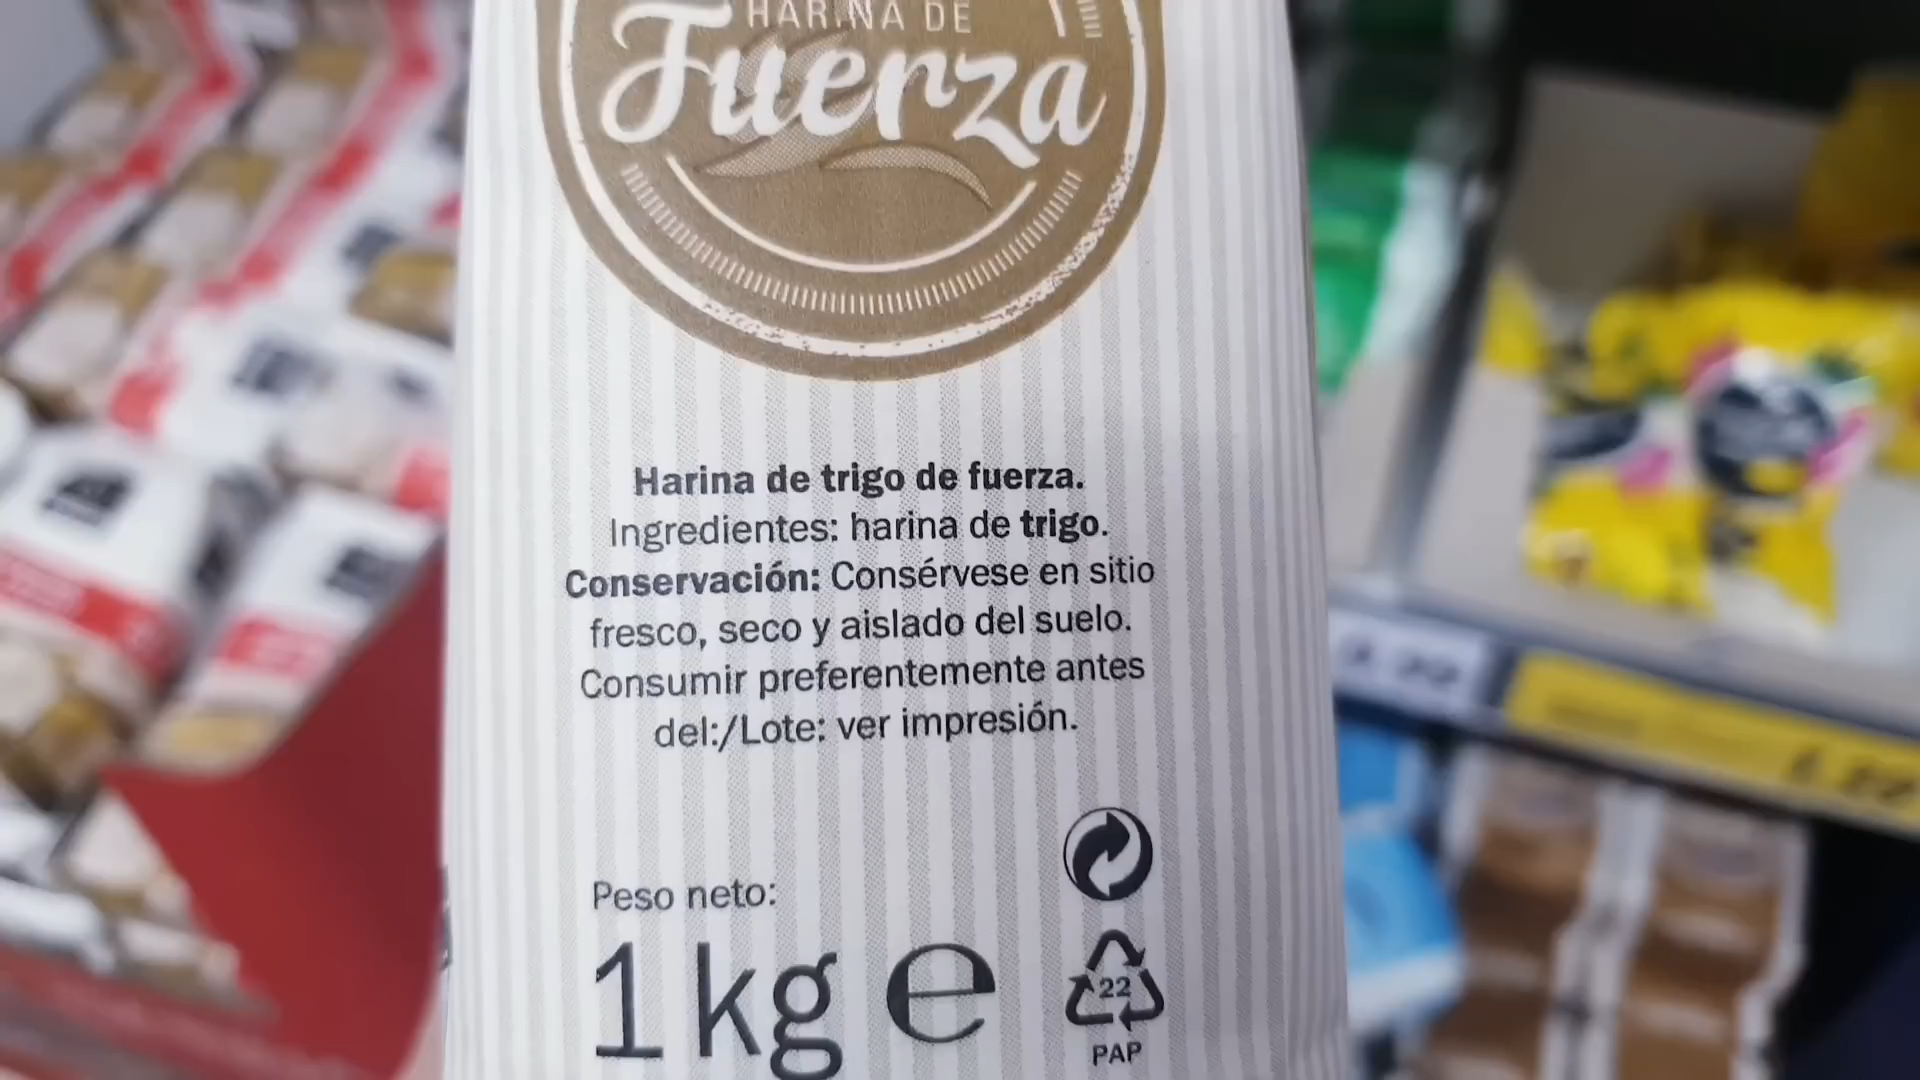 HARINA DE
Fuerza
Harina de trigo de fuerza.
Ingredientes: harina de trigo.
Conservación: Consérvese en sitio
fresco, seco y aislado del suelo.
Consumir preferentemente antes
del:/Lote: ver impresión.
Peso neto:
1 kg e
22
PAP